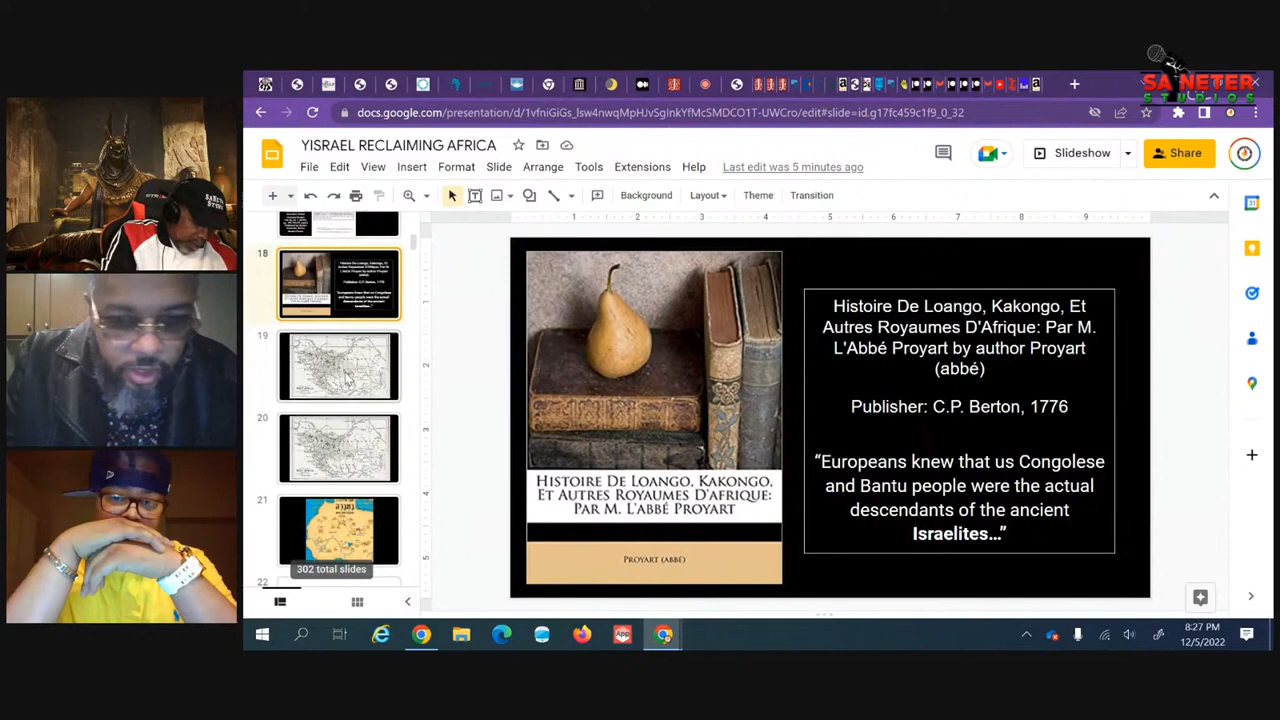 SA NETER
STUDIOS
docs.google.com/presentation/d/1vfniGiGs_lsw4nwqMpHJvSgInkYfMcSMDCO1T-UWCro/edit#slide=id.g17fc459c1f9_0_32
YISRAEL RECLAIMING AFRICA
File Edit View Insert Format Slide Arrange Tools Extensions Help Last edit was 5 minutes ago
Slideshow
Share
Background Layout Theme Transition
18
19
20
21
22
302 total slides
HISTOIRE DE LOANGO, KAKONGO,
ET AUTRES ROYAUMES D'AFRIQUE:
PAR M. L'ABBÉ PROYART
PROYART (ABBÉ)
Histoire De Loango, Kakongo, Et
Autres Royaumes D'Afrique: Par M.
L'Abbé Proyart by author Proyart
(abbé)
Publisher: C.P. Berton, 1776
“Europeans knew that us Congolese
and Bantu people were the actual
descendants of the ancient
Israelites…”
App
8:27 PM
12/5/2022